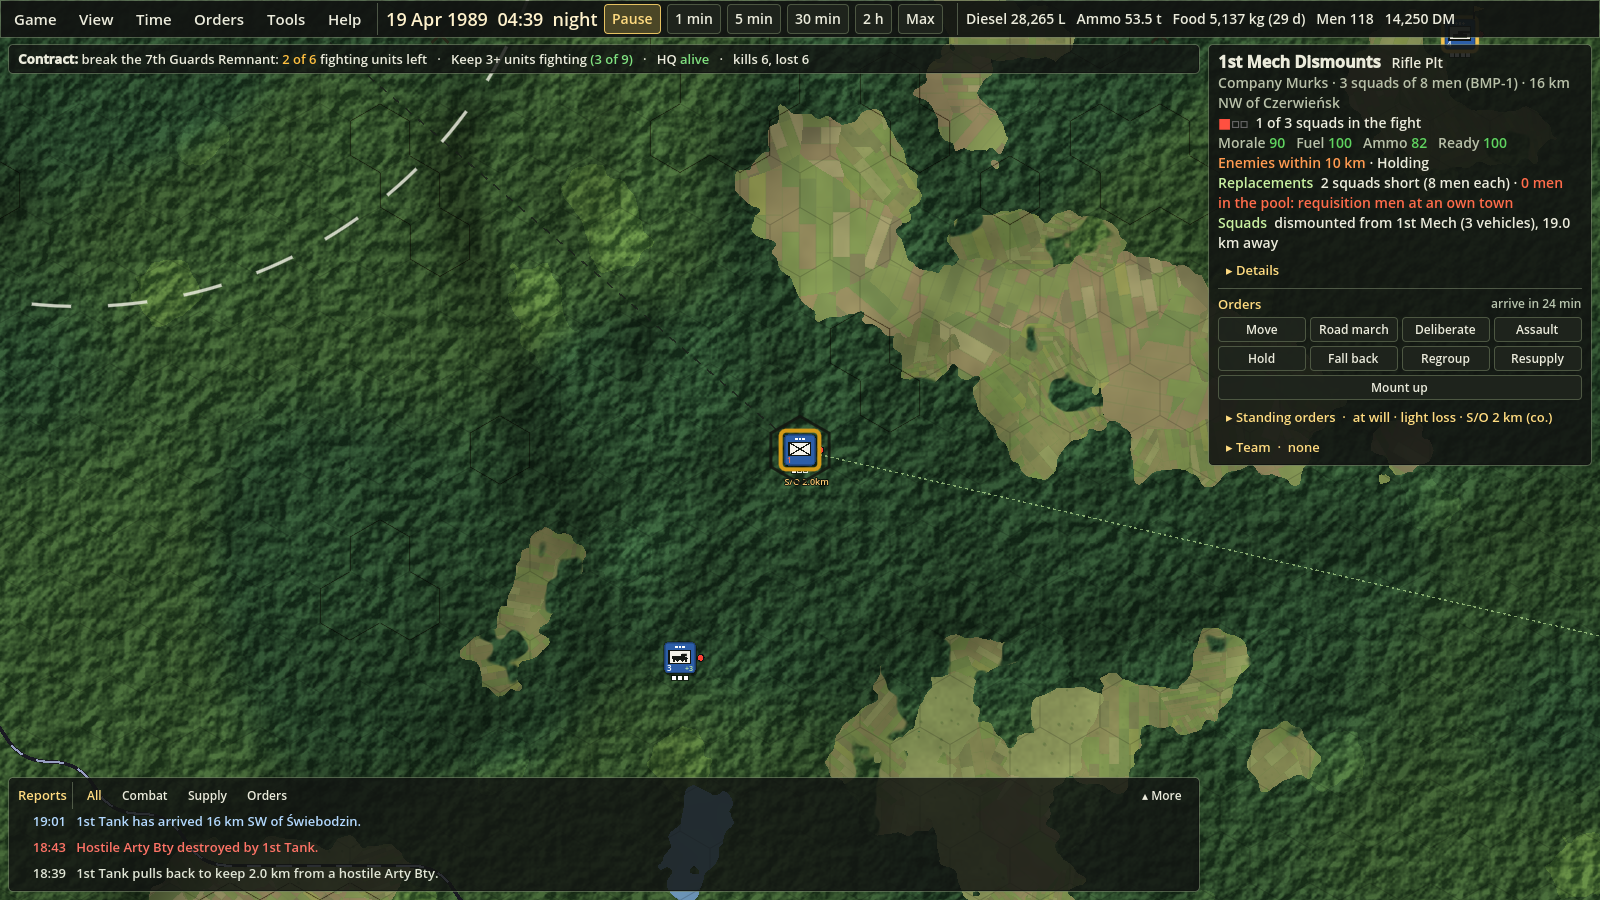 Game View Time Orders Tools Help 19 Apr 1989 04:39 night Pause 1 min 5 min 30 min 2 h Max Diesel 28,265 L Ammo 53.5 t Food 5,137 kg (29 d) Men 118 14,250 DM
Contract: break the 7th Guards Remnant: 2 of 6 fighting units left · Keep 3+ units fighting (3 of 9) · HQ alive · kills 6, lost 6
1st Mech Dismounts Rifle Plt
Company Murks · 3 squads of 8 men (BMP-1) · 16 km
NW of Czerwieńsk
1 of 3 squads in the fight
Morale 90 Fuel 100 Ammo 82 Ready 100
Enemies within 10 km · Holding
Replacements 2 squads short (8 men each) · 0 men
in the pool: requisition men at an own town
Squads dismounted from 1st Mech (3 vehicles), 19.0
km away
▸ Details
Orders arrive in 24 min
Move Road march Deliberate Assault
Hold Fall back Regroup Resupply
Mount up
▸ Standing orders · at will · light loss · S/O 2 km (co.)
▸ Team · none
1
S/O 2.0km
3 +3
Reports All Combat Supply Orders ▴ More
19:01 1st Tank has arrived 16 km SW of Świebodzin.
18:43 Hostile Arty Bty destroyed by 1st Tank.
18:39 1st Tank pulls back to keep 2.0 km from a hostile Arty Bty.